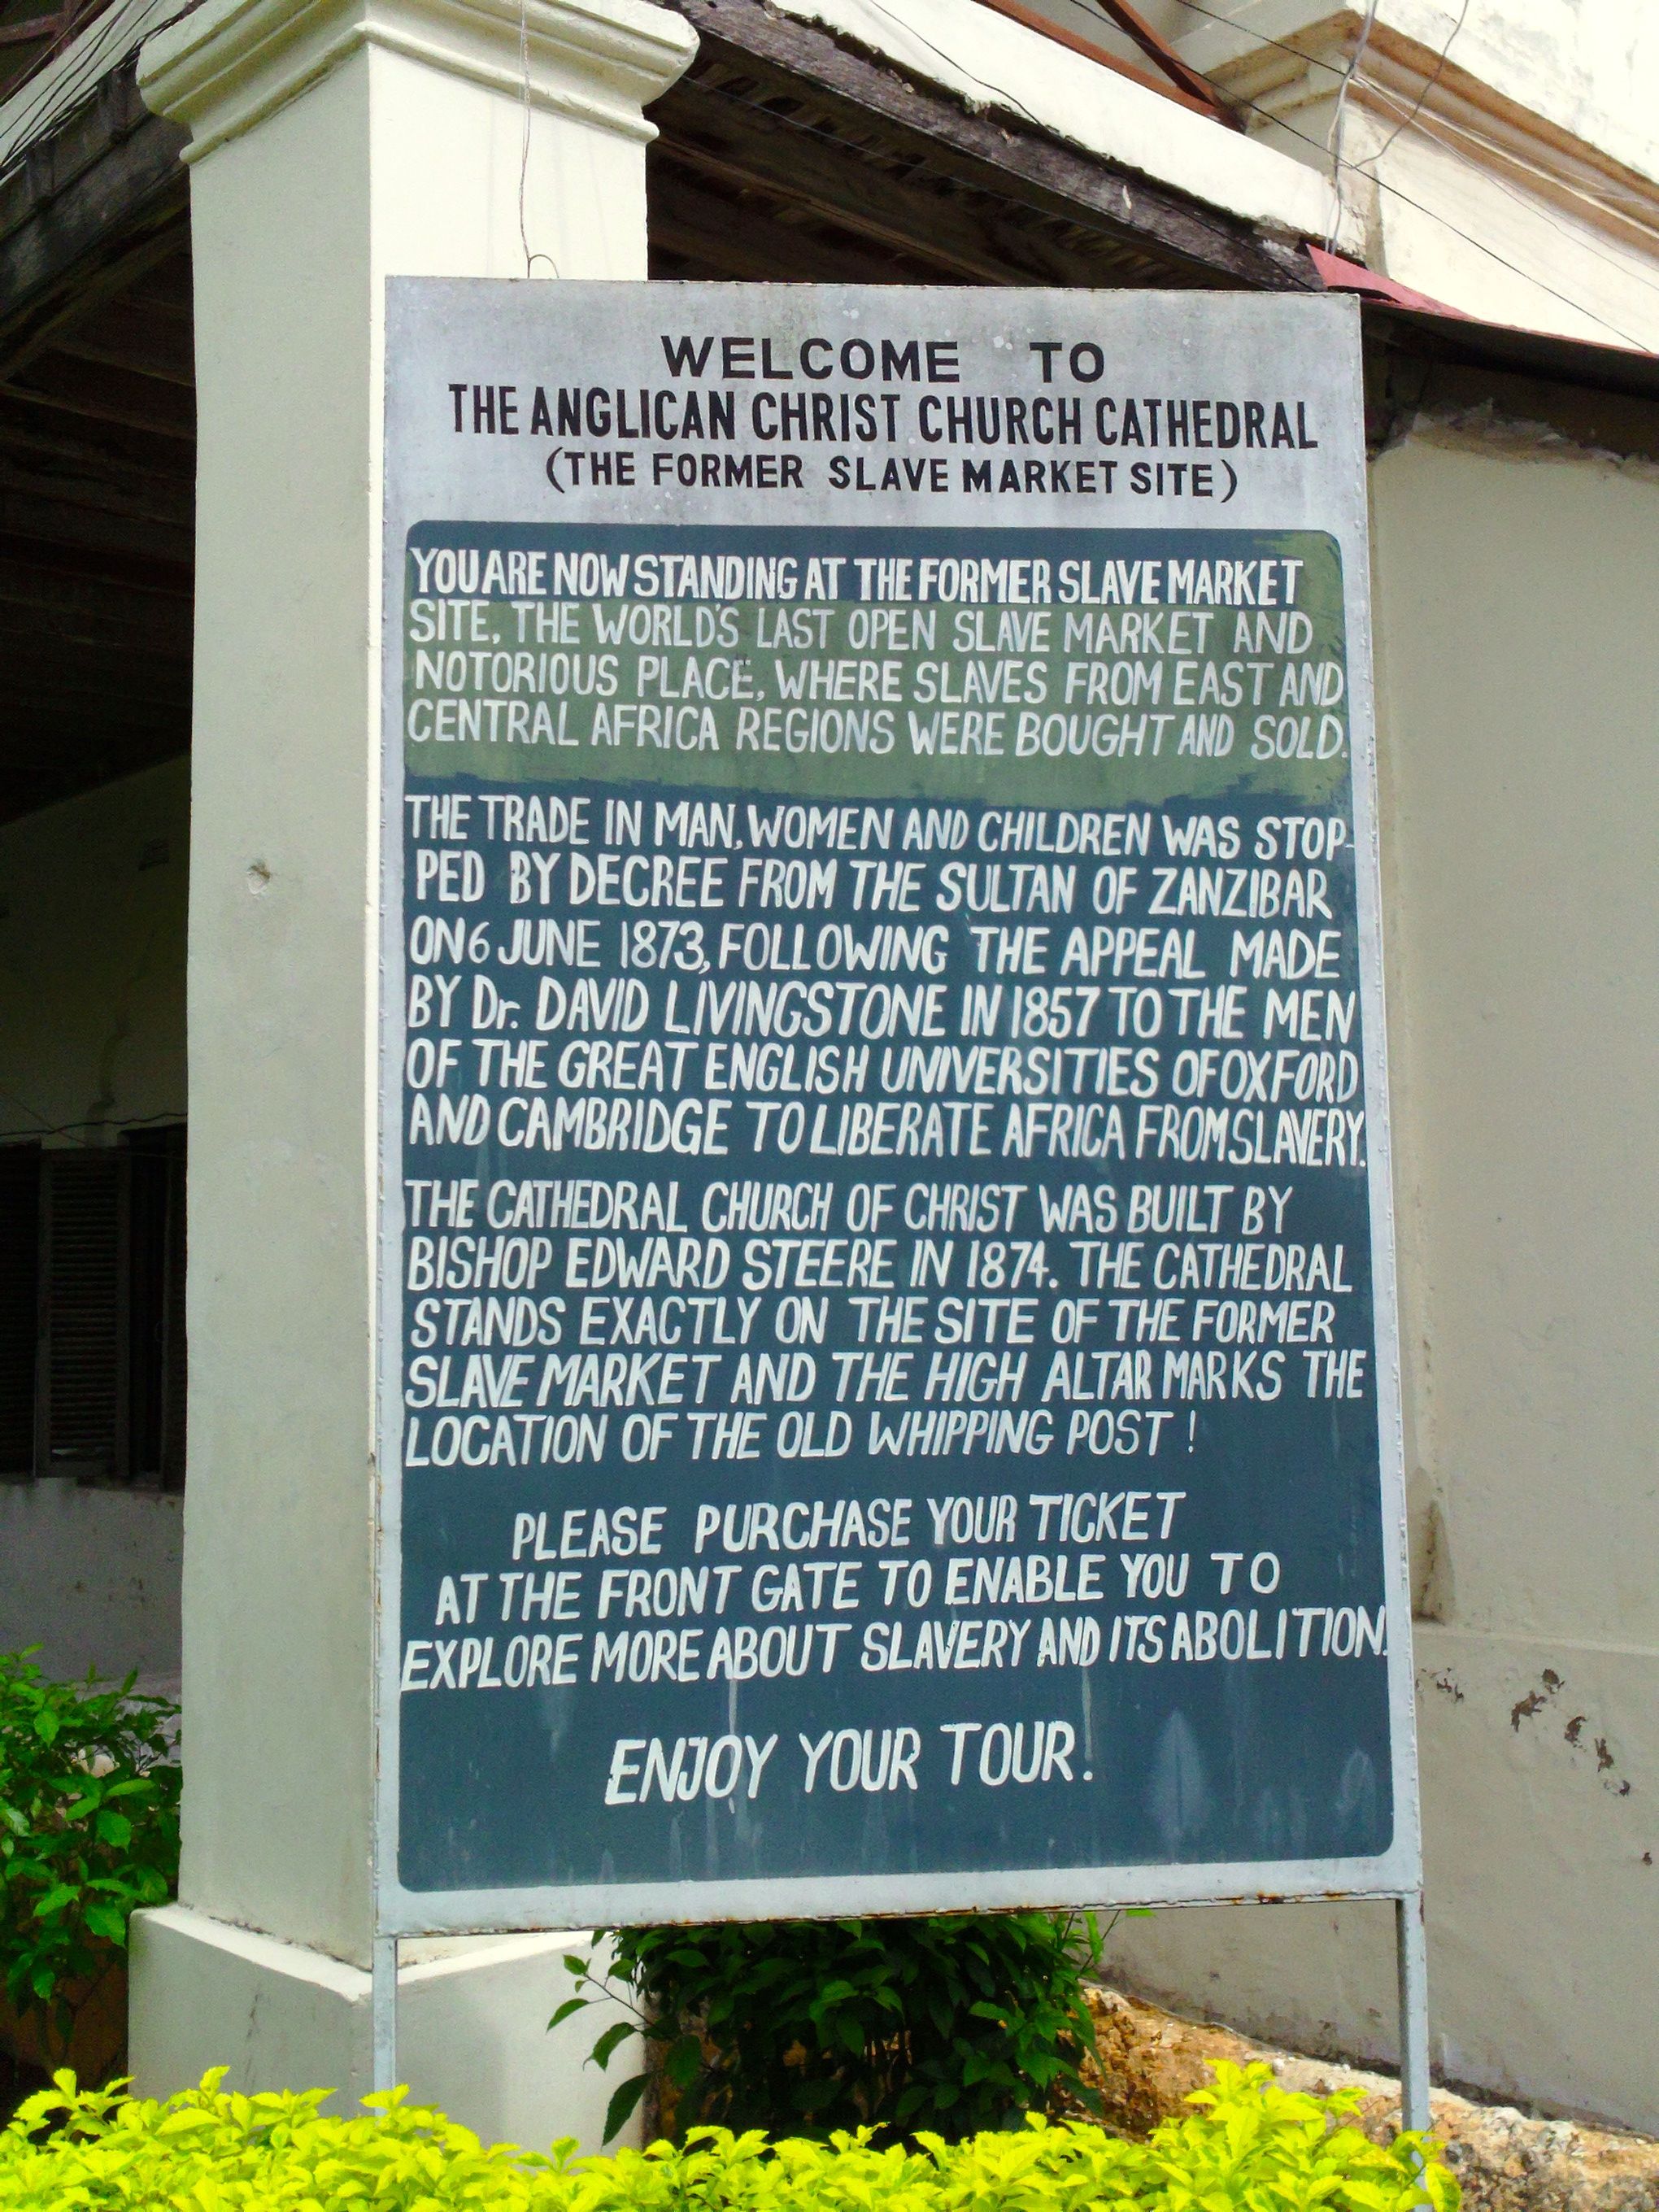 WELCOME TO
THE ANGLICAN CHRIST CHURCH CATHEDRAL
(THE FORMER SLAVE MARKET SITE)
YOU ARE NOW STANDING AT THE FORMER SLAVE MARKET
SITE, THE WORLD'S LAST OPEN SLAVE MARKET AND
NOTORIOUS PLACE, WHERE SLAVES FROM EAST AND
CENTRAL AFRICA REGIONS WERE BOUGHT AND SOLD.
THE TRADE IN MAN, WOMEN AND CHILDREN WAS STOP-
PED BY DECREE FROM THE SULTAN OF ZANZIBAR
ON 6 JUNE 1873, FOLLOWING THE APPEAL MADE
BY Dr. DAVID LIVINGSTONE IN 1857 TO THE MEN
OF THE GREAT ENGLISH UNIVERSITIES OF OXFORD
AND CAMBRIDGE TO LIBERATE AFRICA FROM SLAVERY.
THE CATHEDRAL CHURCH OF CHRIST WAS BUILT BY
BISHOP EDWARD STEERE IN 1874. THE CATHEDRAL
STANDS EXACTLY ON THE SITE OF THE FORMER
SLAVE MARKET AND THE HIGH ALTAR MARKS THE
LOCATION OF THE OLD WHIPPING POST !
PLEASE PURCHASE YOUR TICKET
AT THE FRONT GATE TO ENABLE YOU TO
EXPLORE MORE ABOUT SLAVERY AND ITS ABOLITION.
ENJOY YOUR TOUR.